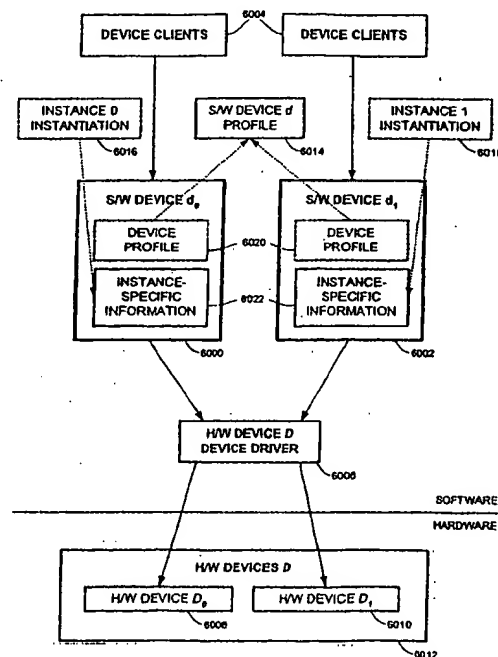 DEVICE CLIENTS
6004
DEVICE CLIENTS
INSTANCE 0
INSTANTIATION
6016
S/W DEVICE d
PROFILE
6014
INSTANCE 1
INSTANTIATION
S/W DEVICE d₀
DEVICE
PROFILE
INSTANCE-
SPECIFIC
INFORMATION
6000
6020
6022
S/W DEVICE d₁
DEVICE
PROFILE
INSTANCE-
SPECIFIC
INFORMATION
6002
H/W DEVICE D
DEVICE DRIVER
6006
SOFTWARE
HARDWARE
H/W DEVICES D
H/W DEVICE D₀
6008
H/W DEVICE D₁
6010
6012